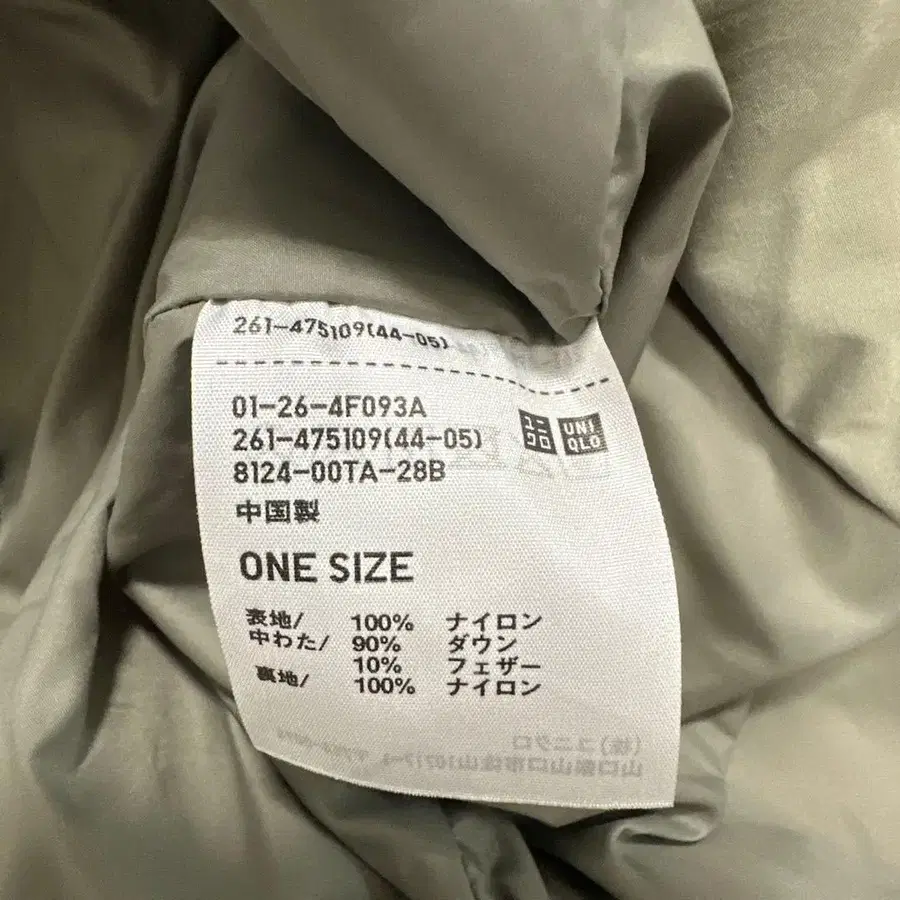 261-475109(44-05)
01-26-4F093A
261-475109(44-05)
8124-00TA-28B
ユニクロ
UNIQLO
中国製
ONE SIZE
表地/ 100% ナイロン
中わた/ 90% ダウン
10% フェザー
裏地/ 100% ナイロン
(株)ユニクロ